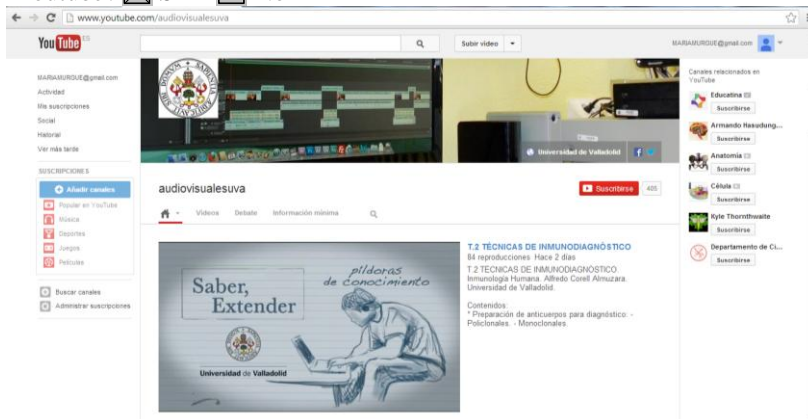 www.youtube.com/audiovisualesuva
You Tube ES
Subir vídeo
MARIAMURQUE@gmail.com
MARIAMURQUE@gmail.com
Actividad
Mis suscripciones
Social
Historial
Ver más tarde
SUSCRIPCIONES
Añadir canales
Popular en YouTube
Música
Deportes
Juegos
Películas
Buscar canales
Administrar suscripciones
Universidad de Valladolid
audiovisualesuva
Suscribirse 485
Vídeos Debate Información mínima
píldoras
de conocimiento
Saber,
Extender
Universidad de Valladolid
T.2 TÉCNICAS DE INMUNODIAGNÓSTICO
84 reproducciones Hace 2 días
T.2 TÉCNICAS DE INMUNODIAGNÓSTICO.
Inmunología Humana. Alfredo Corell Almuzara.
Universidad de Valladolid.
Contenidos:
* Preparación de anticuerpos para diagnóstico: -
Policlonales. - Monoclonales.
Canales relacionados en
YouTube
Educatina
Suscribirse
Armando Hasudung...
Suscribirse
Anatomía
Suscribirse
Célula
Suscribirse
Kyle Thornthwaite
Suscribirse
Departamento de Ci...
Suscribirse